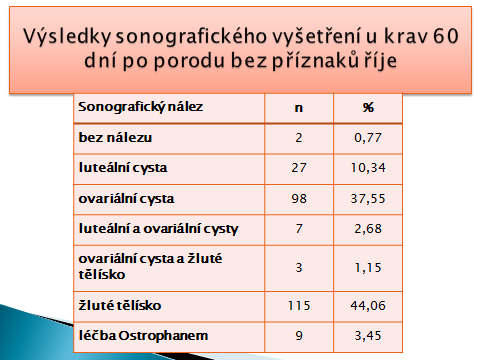 Výsledky sonografického vyšetření u krav 60
dní po porodu bez příznaků říje
Sonografický nález n %
bez nálezu 2 0,77
luteální cysta 27 10,34
ovariální cysta 98 37,55
luteální a ovariální cysty 7 2,68
ovariální cysta a žluté
tělísko 3 1,15
žluté tělísko 115 44,06
léčba Ostrophanem 9 3,45